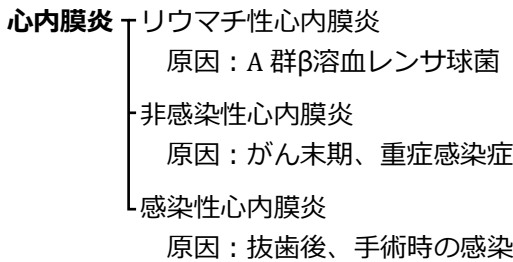 心内膜炎 リウマチ性心内膜炎
原因：A 群β溶血レンサ球菌
非感染性心内膜炎
原因：がん末期、重症感染症
感染性心内膜炎
原因：抜歯後、手術時の感染